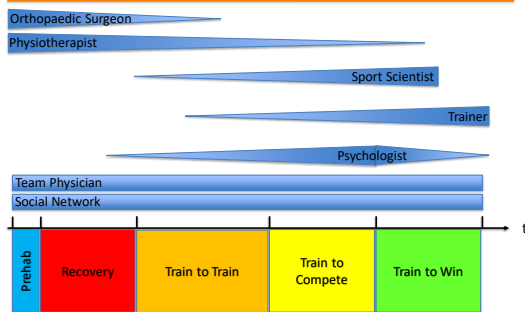 Orthopaedic Surgeon
Physiotherapist
Sport Scientist
Trainer
Psychologist
Team Physician
Social Network
t
Prehab
Recovery
Train to Train
Train to
Compete
Train to Win